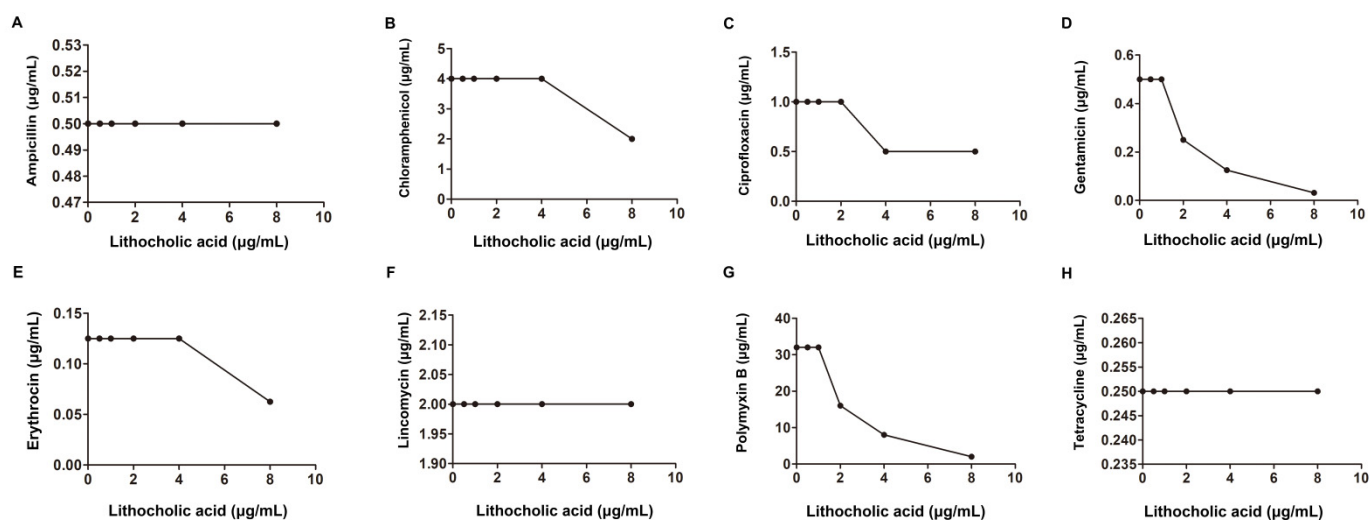 A
Ampicillin (µg/mL)
0.53
0.52
0.51
0.50
0.49
0.48
0.47
0 2 4 6 8 10
Lithocholic acid (µg/mL)
B
Chloramphenicol (µg/mL)
5
4
3
2
1
0
0 2 4 6 8 10
Lithocholic acid (µg/mL)
C
Ciprofloxacin (µg/mL)
1.5
1.0
0.5
0.0
0 2 4 6 8 10
Lithocholic acid (µg/mL)
D
Gentamicin (µg/mL)
0.6
0.4
0.2
0.0
0 2 4 6 8 10
Lithocholic acid (µg/mL)
E
Erythrocin (µg/mL)
0.15
0.10
0.05
0.00
0 2 4 6 8 10
Lithocholic acid (µg/mL)
F
Lincomycin (µg/mL)
2.15
2.10
2.05
2.00
1.95
1.90
0 2 4 6 8 10
Lithocholic acid (µg/mL)
G
Polymyxin B (µg/mL)
40
30
20
10
0
0 2 4 6 8 10
Lithocholic acid (µg/mL)
H
Tetracycline (µg/mL)
0.265
0.260
0.255
0.250
0.245
0.240
0.235
0 2 4 6 8 10
Lithocholic acid (µg/mL)